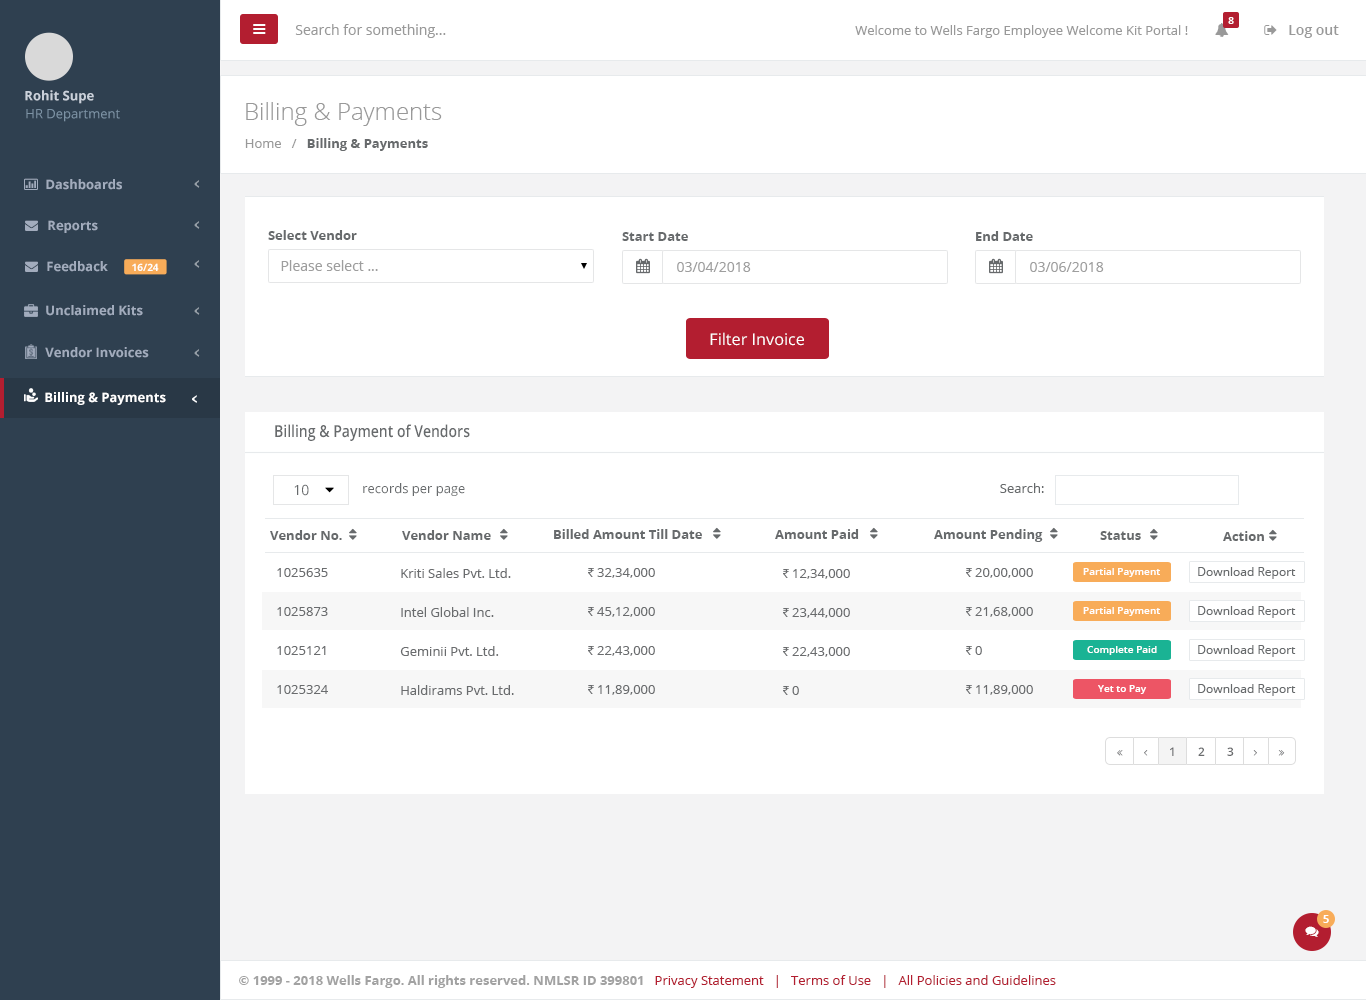 Search for something...
Welcome to Wells Fargo Employee Welcome Kit Portal !
8
Log out
Rohit Supe
HR Department
Dashboards
Reports
Feedback 16/24
Unclaimed Kits
Vendor Invoices
Billing & Payments
Billing & Payments
Home / Billing & Payments
Select Vendor
Please select ...
Start Date
03/04/2018
End Date
03/06/2018
Filter Invoice
Billing & Payment of Vendors
10 records per page
Search:
Vendor No. Vendor Name Billed Amount Till Date Amount Paid Amount Pending Status Action
1025635 Kriti Sales Pvt. Ltd. ₹ 32,34,000 ₹ 12,34,000 ₹ 20,00,000 Partial Payment Download Report
1025873 Intel Global Inc. ₹ 45,12,000 ₹ 23,44,000 ₹ 21,68,000 Partial Payment Download Report
1025121 Geminii Pvt. Ltd. ₹ 22,43,000 ₹ 22,43,000 ₹ 0 Complete Paid Download Report
1025324 Haldirams Pvt. Ltd. ₹ 11,89,000 ₹ 0 ₹ 11,89,000 Yet to Pay Download Report
« ‹ 1 2 3 › »
5
© 1999 - 2018 Wells Fargo. All rights reserved. NMLSR ID 399801 Privacy Statement | Terms of Use | All Policies and Guidelines